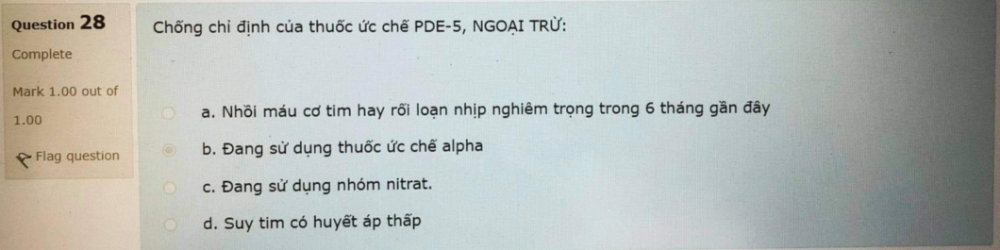 Question 28
Complete
Mark 1.00 out of
1.00
Flag question
Chống chỉ định của thuốc ức chế PDE-5, NGOẠI TRỪ:
a. Nhồi máu cơ tim hay rối loạn nhịp nghiêm trọng trong 6 tháng gần đây
b. Đang sử dụng thuốc ức chế alpha
c. Đang sử dụng nhóm nitrat.
d. Suy tim có huyết áp thấp